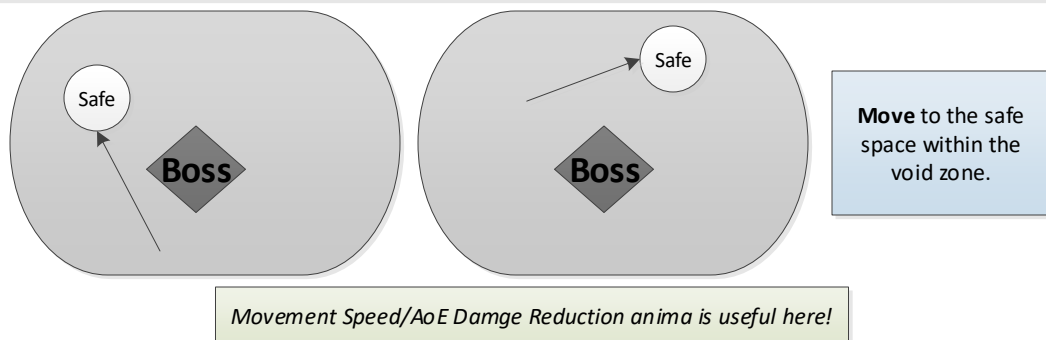 Safe
Boss
Safe
Boss
Move to the safe
space within the
void zone.
Movement Speed/AoE Damge Reduction anima is useful here!